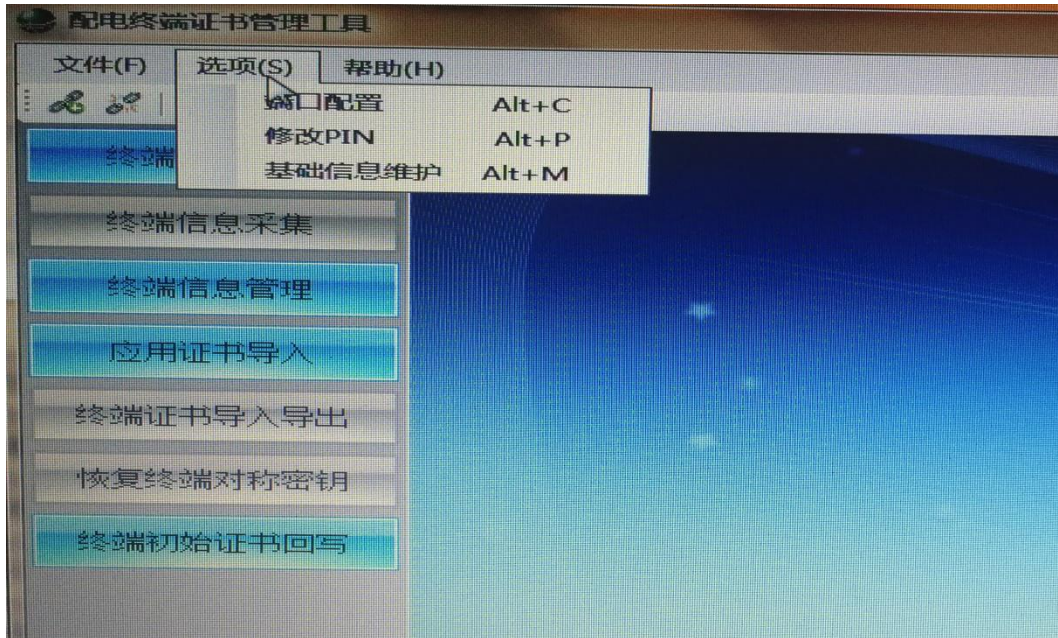 配电终端证书管理工具
文件(F) 选项(S) 帮助(H)
端口配置 Alt+C
修改PIN Alt+P
基础信息维护 Alt+M
终端
终端信息采集
终端信息管理
应用证书导入
终端证书导入导出
恢复终端对称密钥
终端初始证书回写